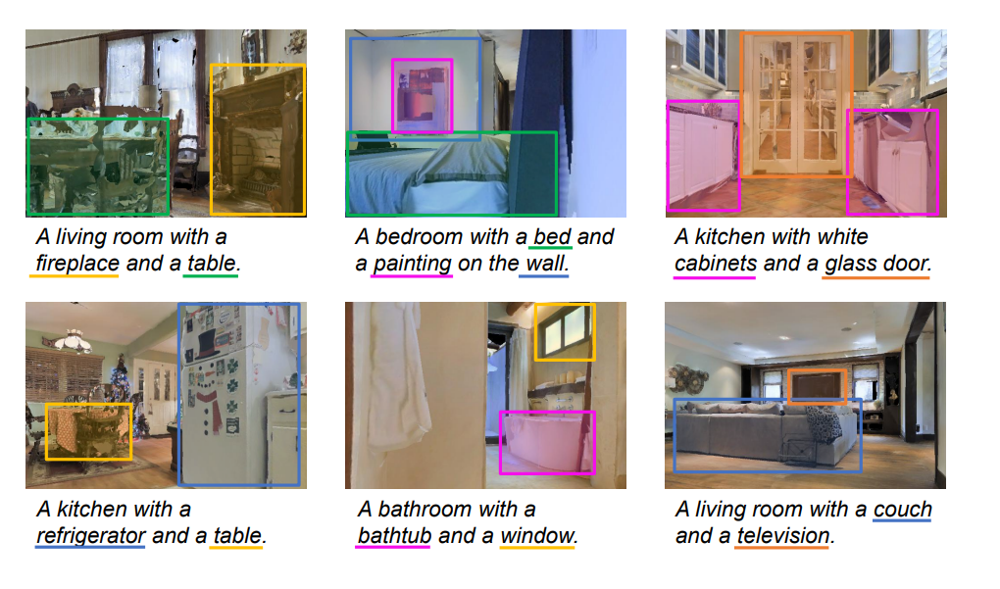 A living room with a
fireplace and a table.
A bedroom with a bed and
a painting on the wall.
A kitchen with white
cabinets and a glass door.
A kitchen with a
refrigerator and a table.
A bathroom with a
bathtub and a window.
A living room with a couch
and a television.